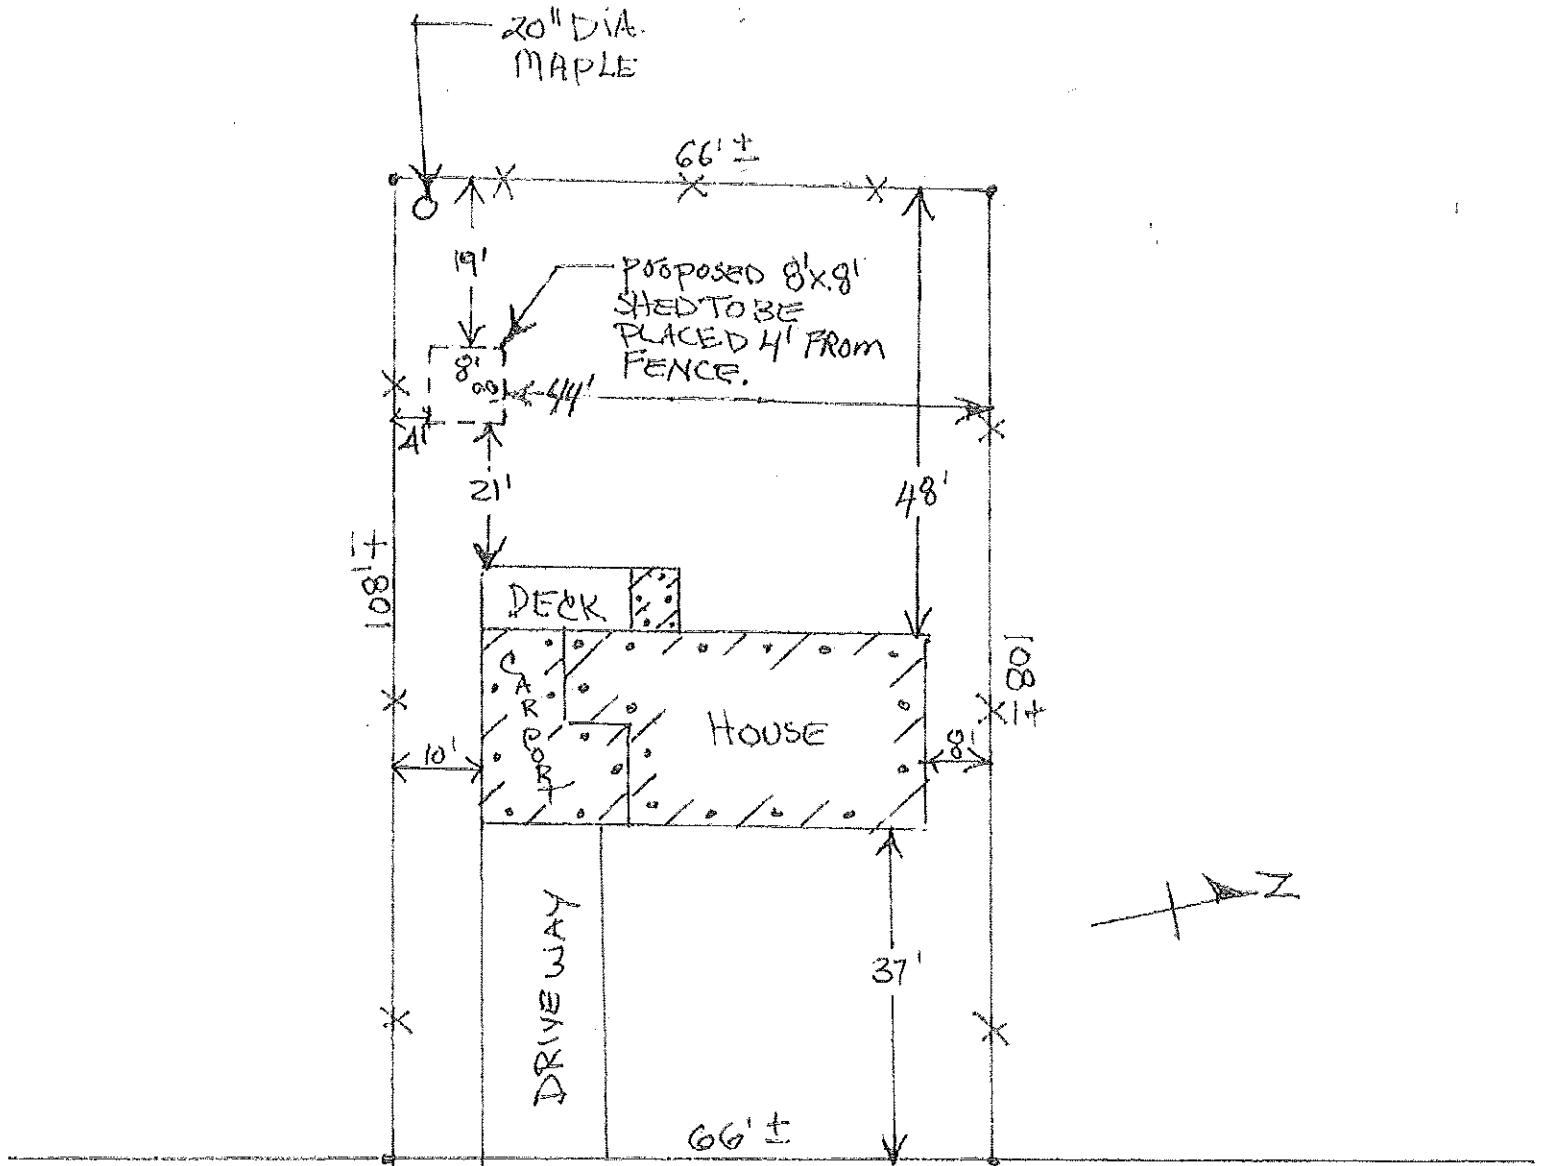 20" DIA.
MAPLE
66' ±
19'
PROPOSED 8'x8'
SHED TO BE
PLACED 4' FROM
FENCE.
8'
8'
44'
4'
21'
48'
108' ±
DECK
CARPORT
HOUSE
108' ±
10'
8'
N
DRIVEWAY
37'
66' ±